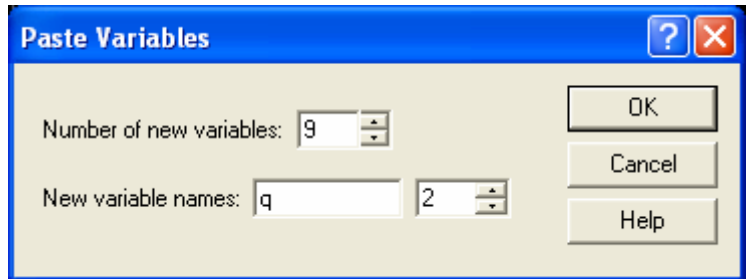 Paste Variables
?
Number of new variables: 9
New variable names: q 2
OK
Cancel
Help